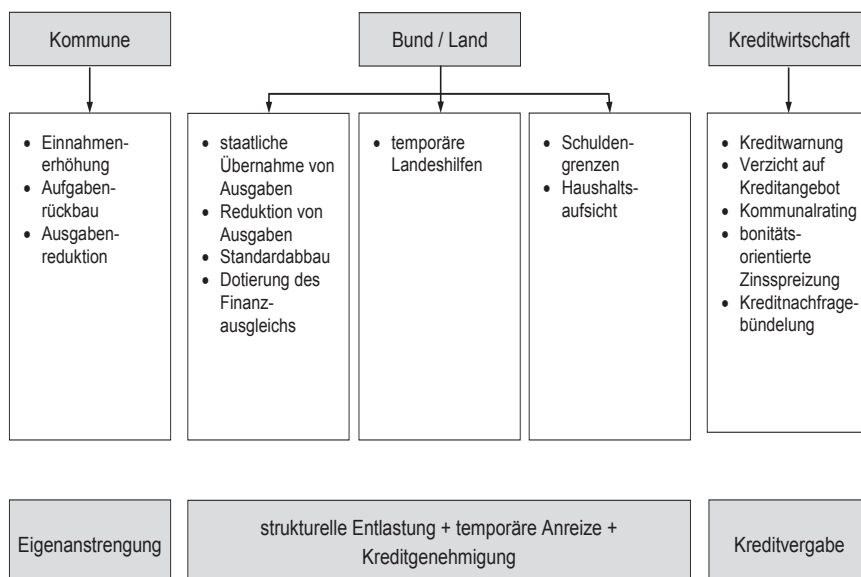 Kommune
Bund / Land
Kreditwirtschaft
• Einnahmen-
erhöhung
• Aufgaben-
rückbau
• Ausgaben-
reduktion
• staatliche
Übernahme von
Ausgaben
• Reduktion von
Ausgaben
• Standardabbau
• Dotierung des
Finanz-
ausgleichs
• temporäre
Landeshilfen
• Schulden-
grenzen
• Haushalts-
aufsicht
• Kreditwarnung
• Verzicht auf
Kreditangebot
• Kommunalrating
• bonitäts-
orientierte
Zinsspreizung
• Kreditnachfrage-
bündelung
Eigenanstrengung
strukturelle Entlastung + temporäre Anreize +
Kreditgenehmigung
Kreditvergabe